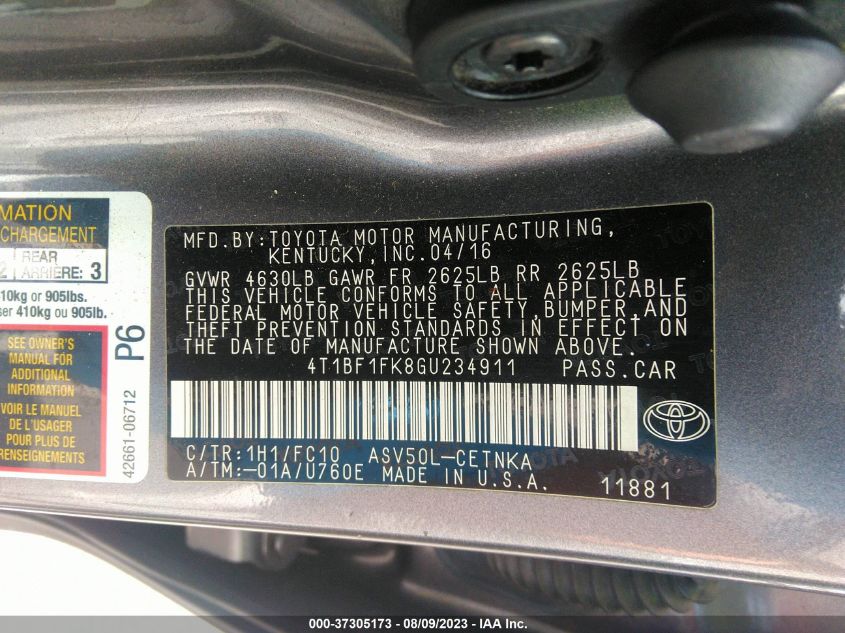 MATION
CHARGEMENT
2 REAR
ARRIÈRE: 3
10kg or 905lbs.
ser 410kg ou 905lb.
SEE OWNER'S
MANUAL FOR
ADDITIONAL
INFORMATION
VOIR LE MANUEL
DE L'USAGER
POUR PLUS DE
RENSEIGNEMENTS
P6
42661-06712
MFD.BY:TOYOTA MOTOR MANUFACTURING,
KENTUCKY,INC.04/16
GVWR 4630LB GAWR FR 2625LB RR 2625LB
THIS VEHICLE CONFORMS TO ALL APPLICABLE
FEDERAL MOTOR VEHICLE SAFETY,BUMPER,AND
THEFT PREVENTION STANDARDS IN EFFECT ON
THE DATE OF MANUFACTURE SHOWN ABOVE.
4T1BF1FK8GU234911 PASS.CAR
C/TR:1H1/FC10 ASV50L-CETNKA
A/TM:-01A/U760E MADE IN U.S.A. 11881
000-37305173 - 08/09/2023 - IAA Inc.